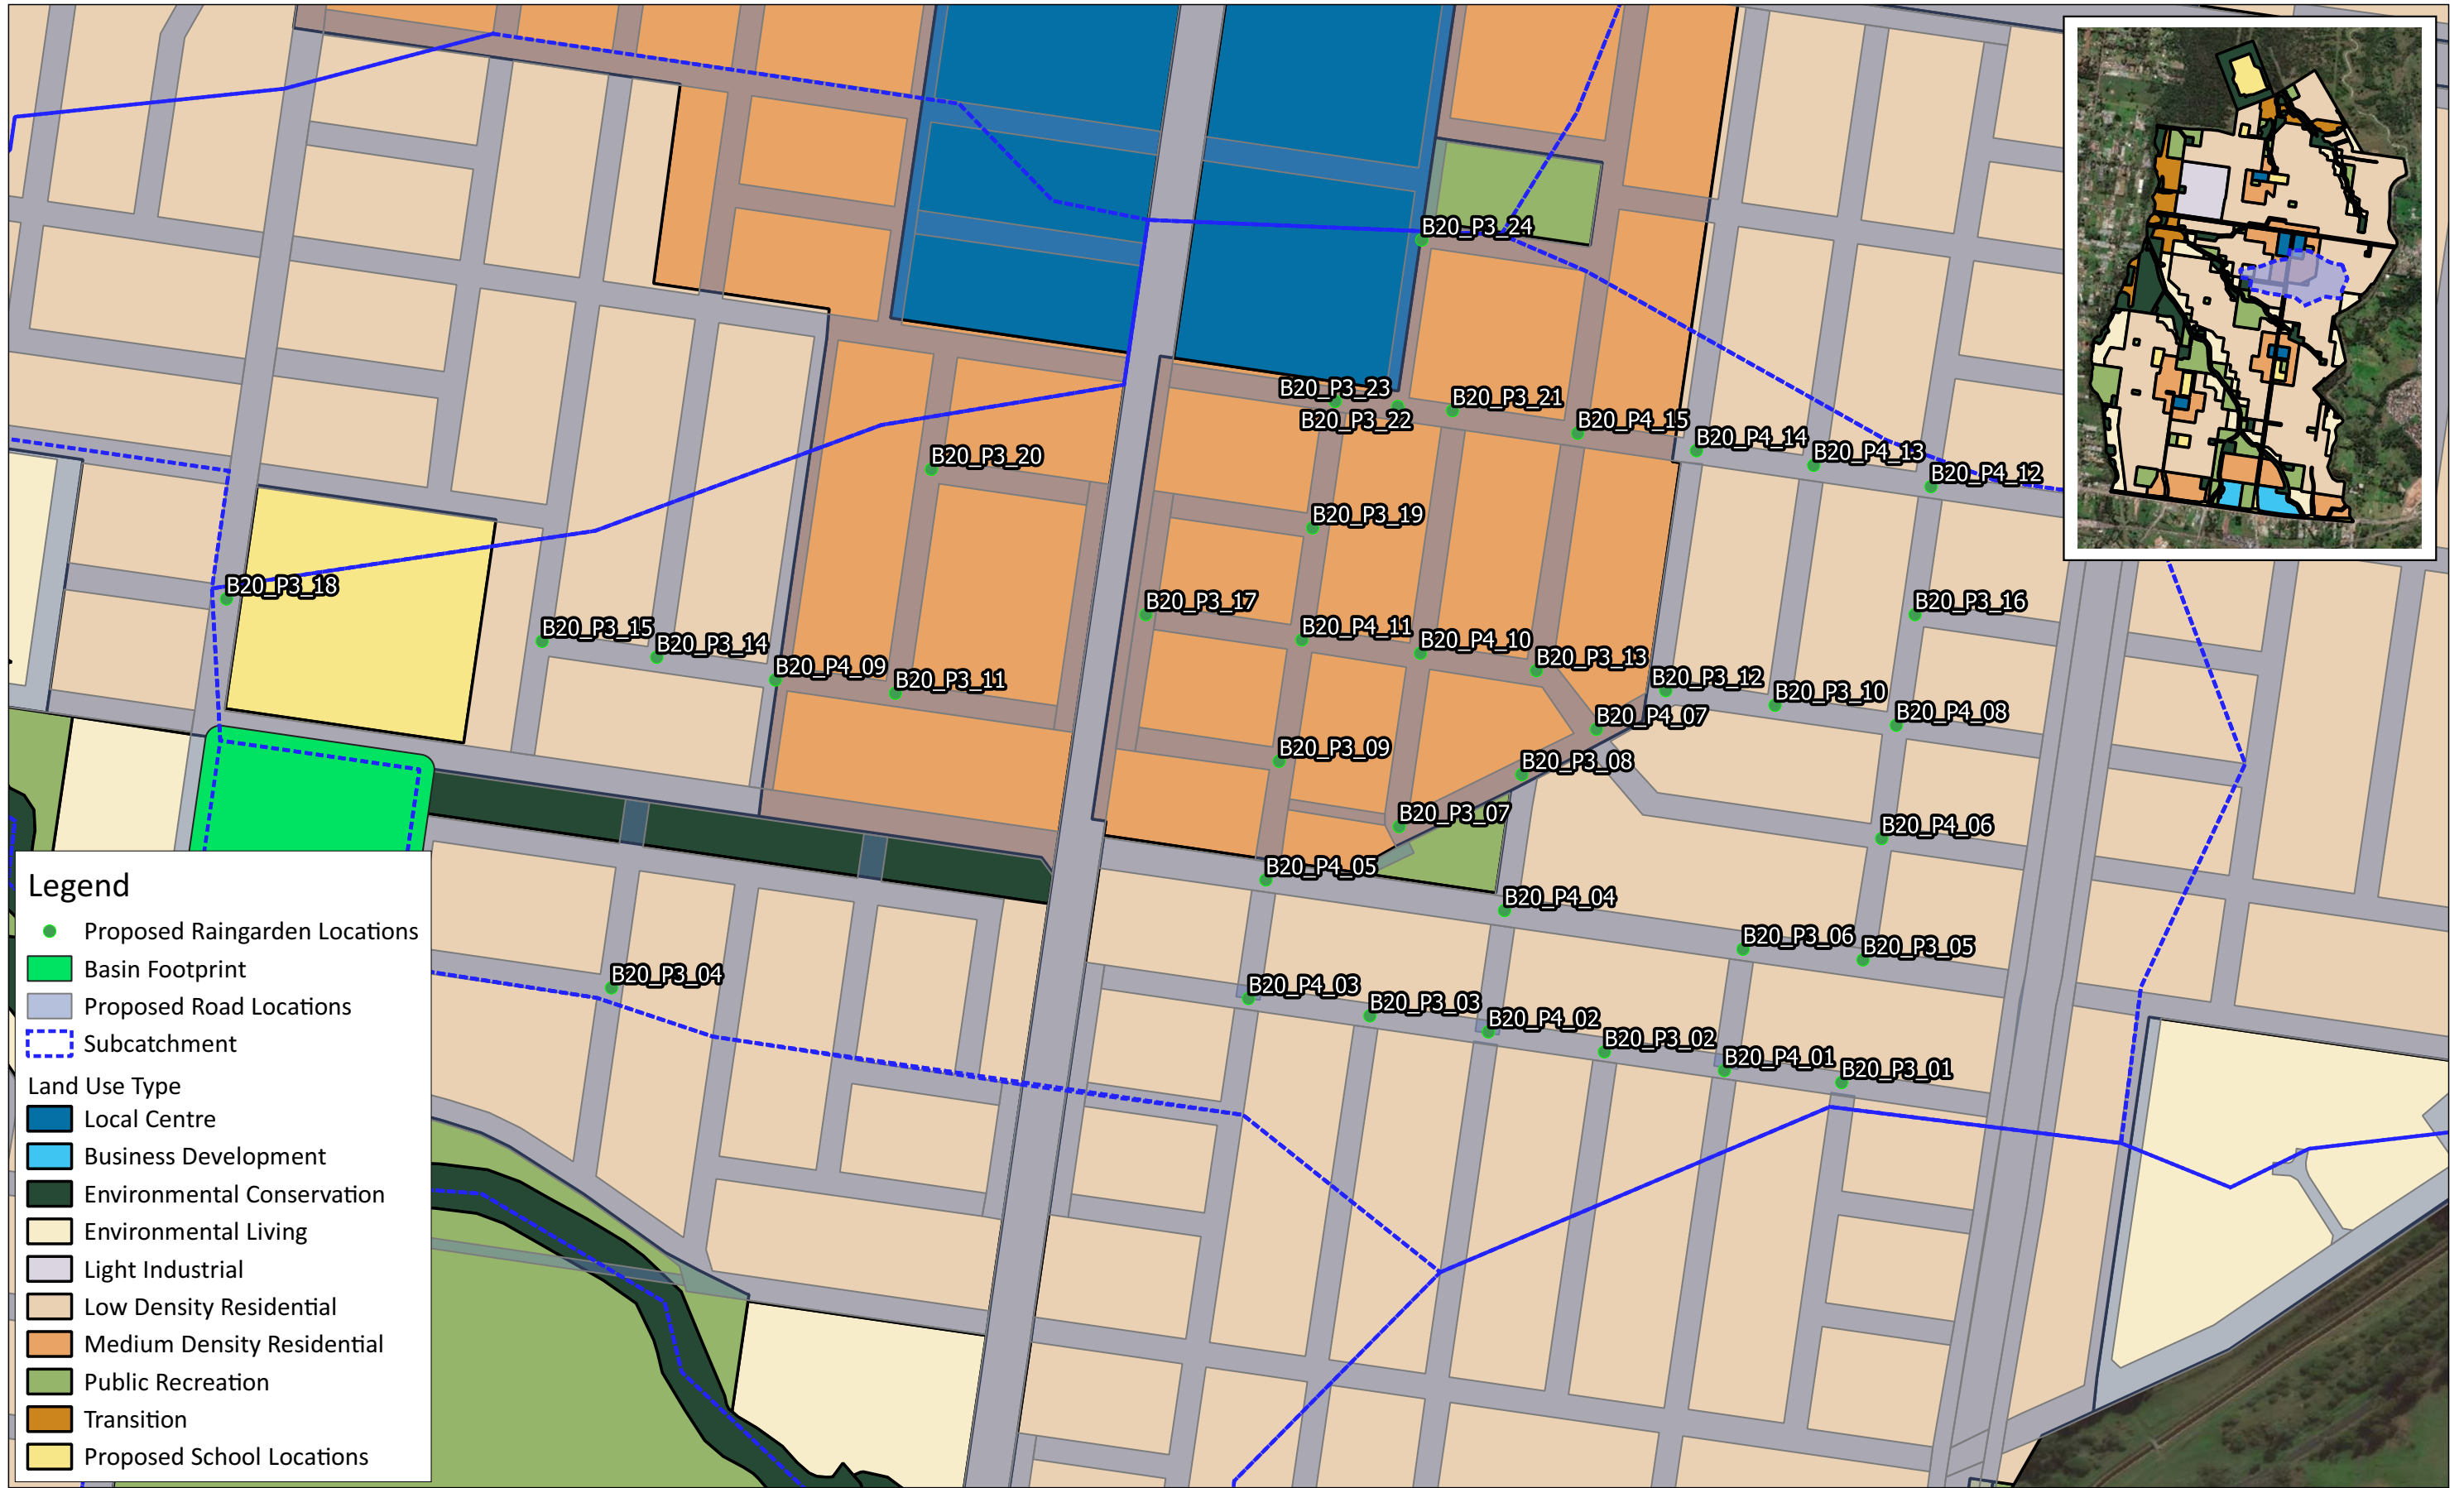 B20_P3_24
B20_P3_23
B20_P3_21
B20_P3_22
B20_P4_15
B20_P4_14
B20_P4_13
B20_P4_12
B20_P3_20
B20_P3_19
B20_P3_18
B20_P3_17
B20_P3_16
B20_P3_15
B20_P3_14
B20_P4_11
B20_P4_10
B20_P3_13
B20_P4_09
B20_P3_11
B20_P3_12
B20_P3_10
B20_P4_08
B20_P4_07
B20_P3_09
B20_P3_08
B20_P3_07
B20_P4_06
B20_P4_05
B20_P4_04
B20_P3_06
B20_P3_05
B20_P3_04
B20_P4_03
B20_P3_03
B20_P4_02
B20_P3_02
B20_P4_01
B20_P3_01
Legend
Proposed Raingarden Locations
Basin Footprint
Proposed Road Locations
Subcatchment
Land Use Type
Local Centre
Business Development
Environmental Conservation
Environmental Living
Light Industrial
Low Density Residential
Medium Density Residential
Public Recreation
Transition
Proposed School Locations